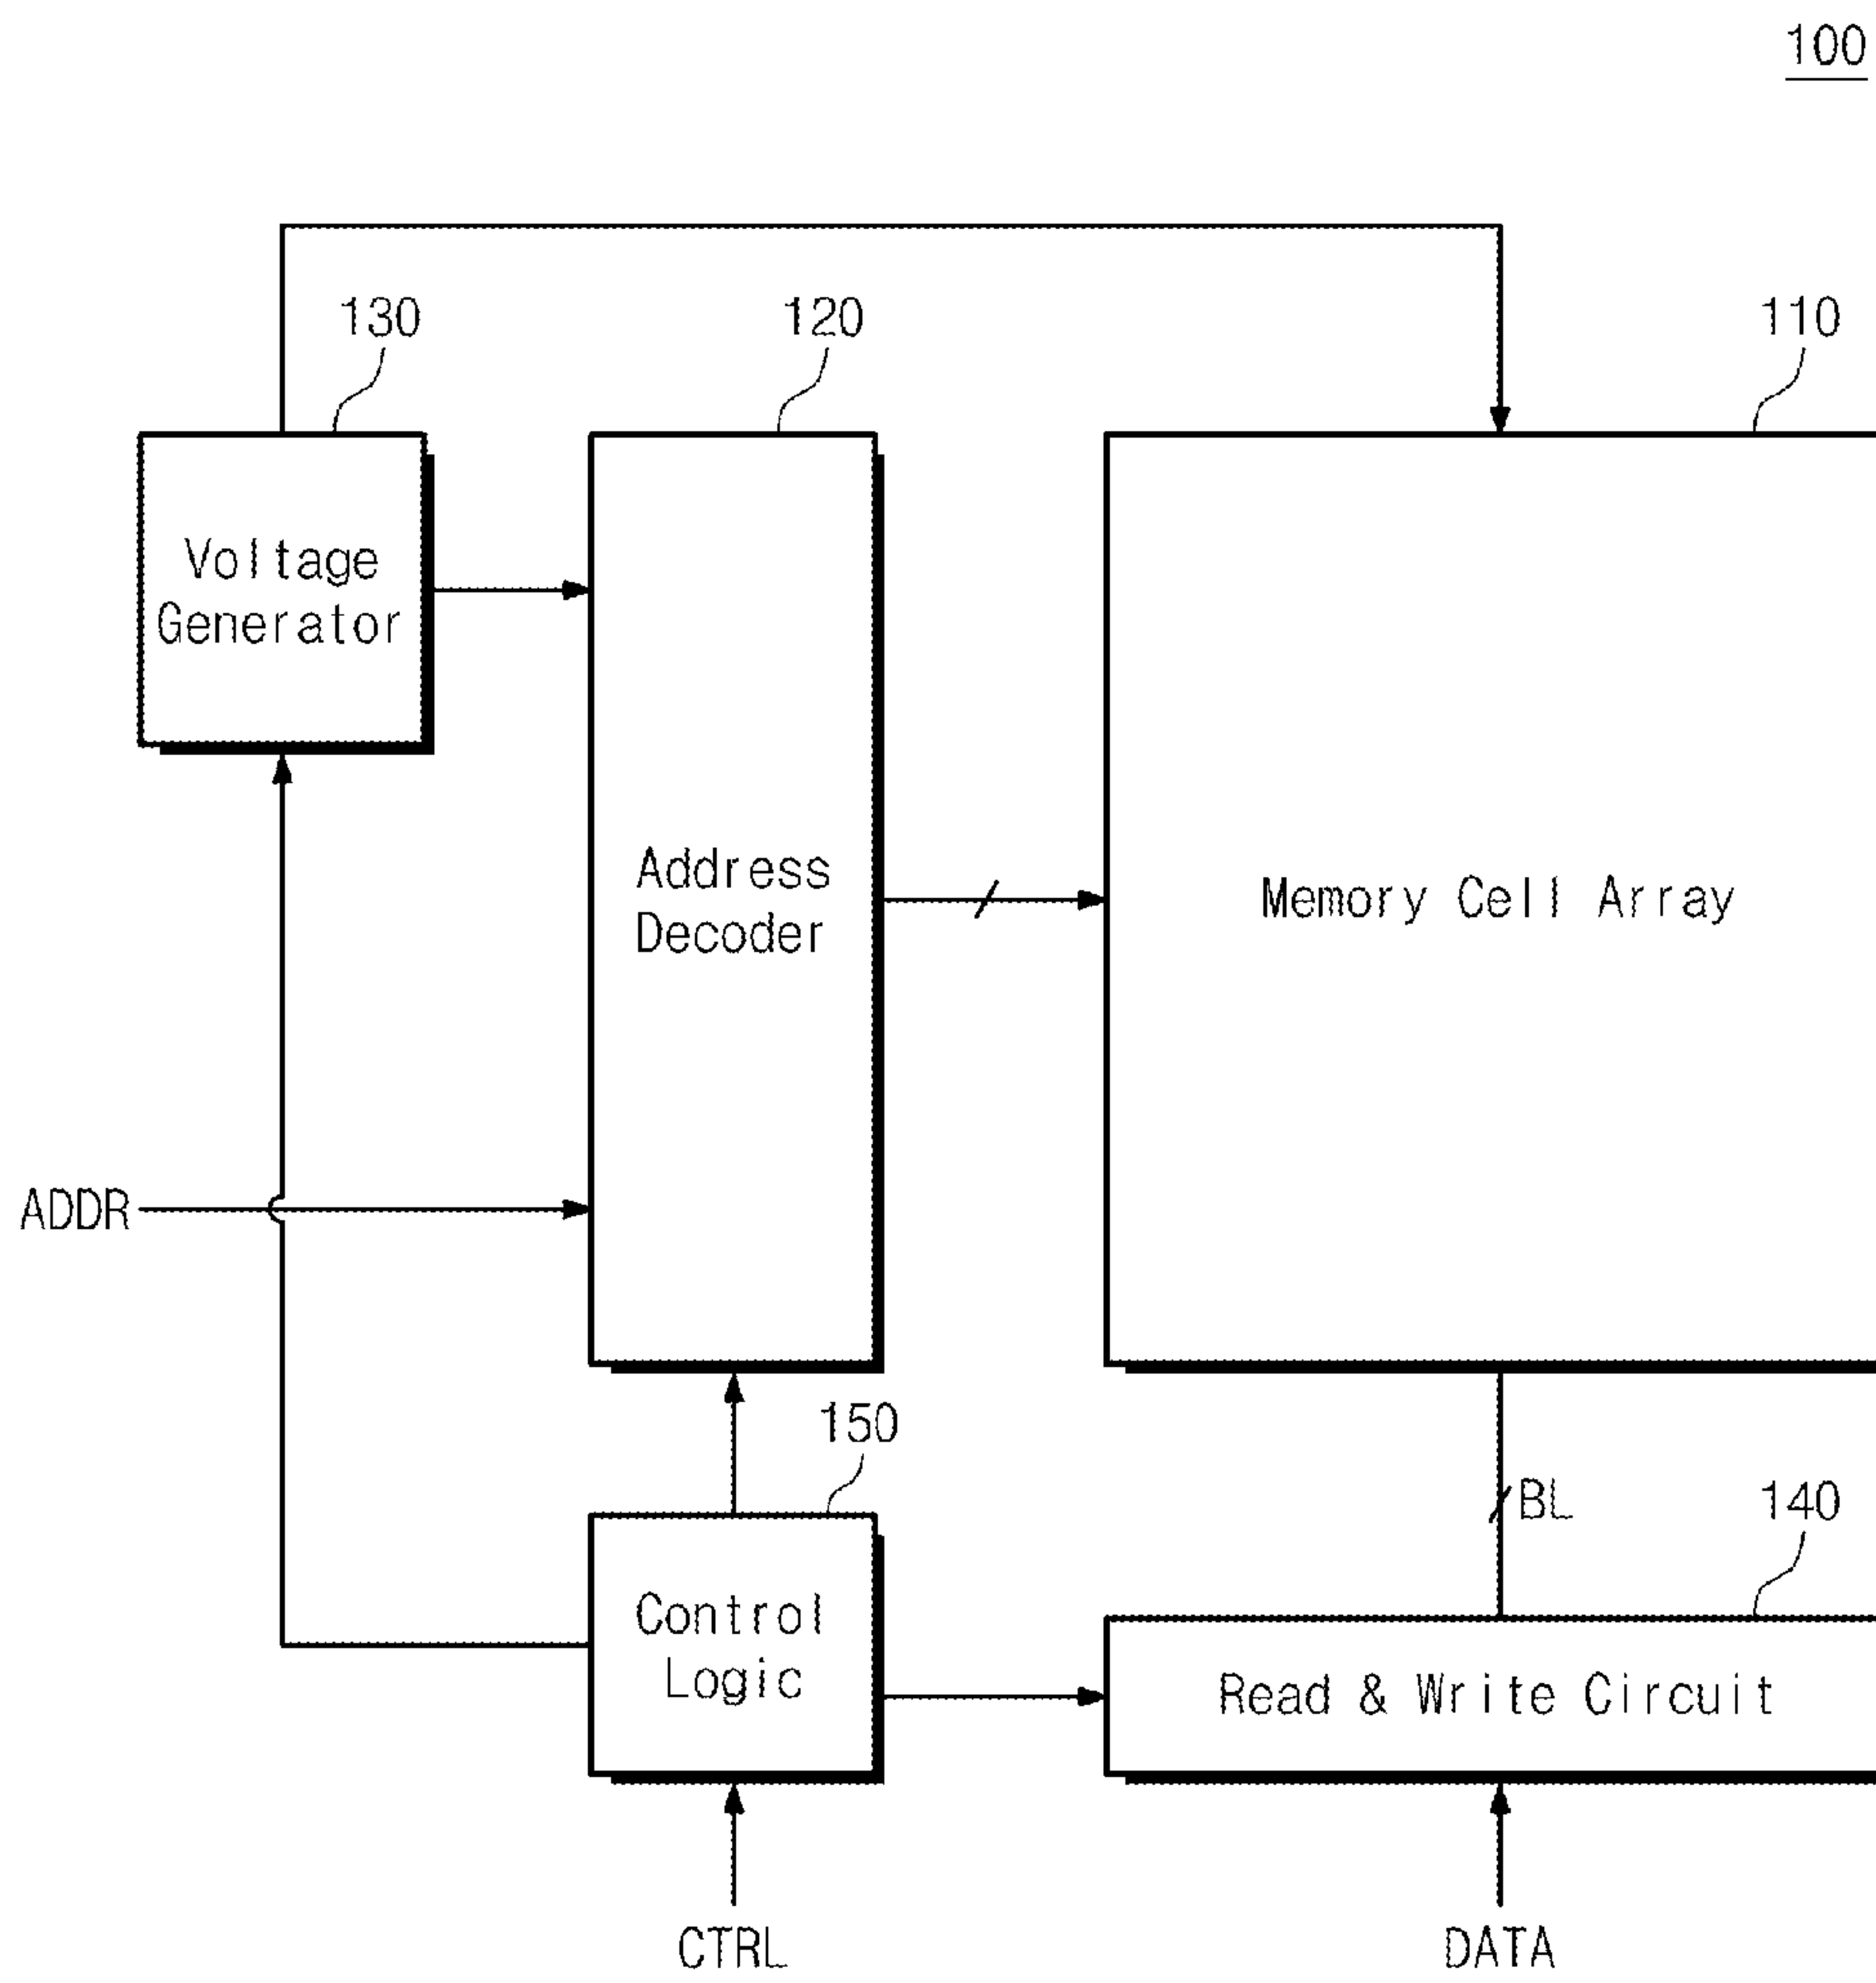 100
130
120
110
Voltage
Generator
Address
Decoder
Memory Cell Array
ADDR
150
BL
140
Control
Logic
Read & Write Circuit
CTRL
DATA